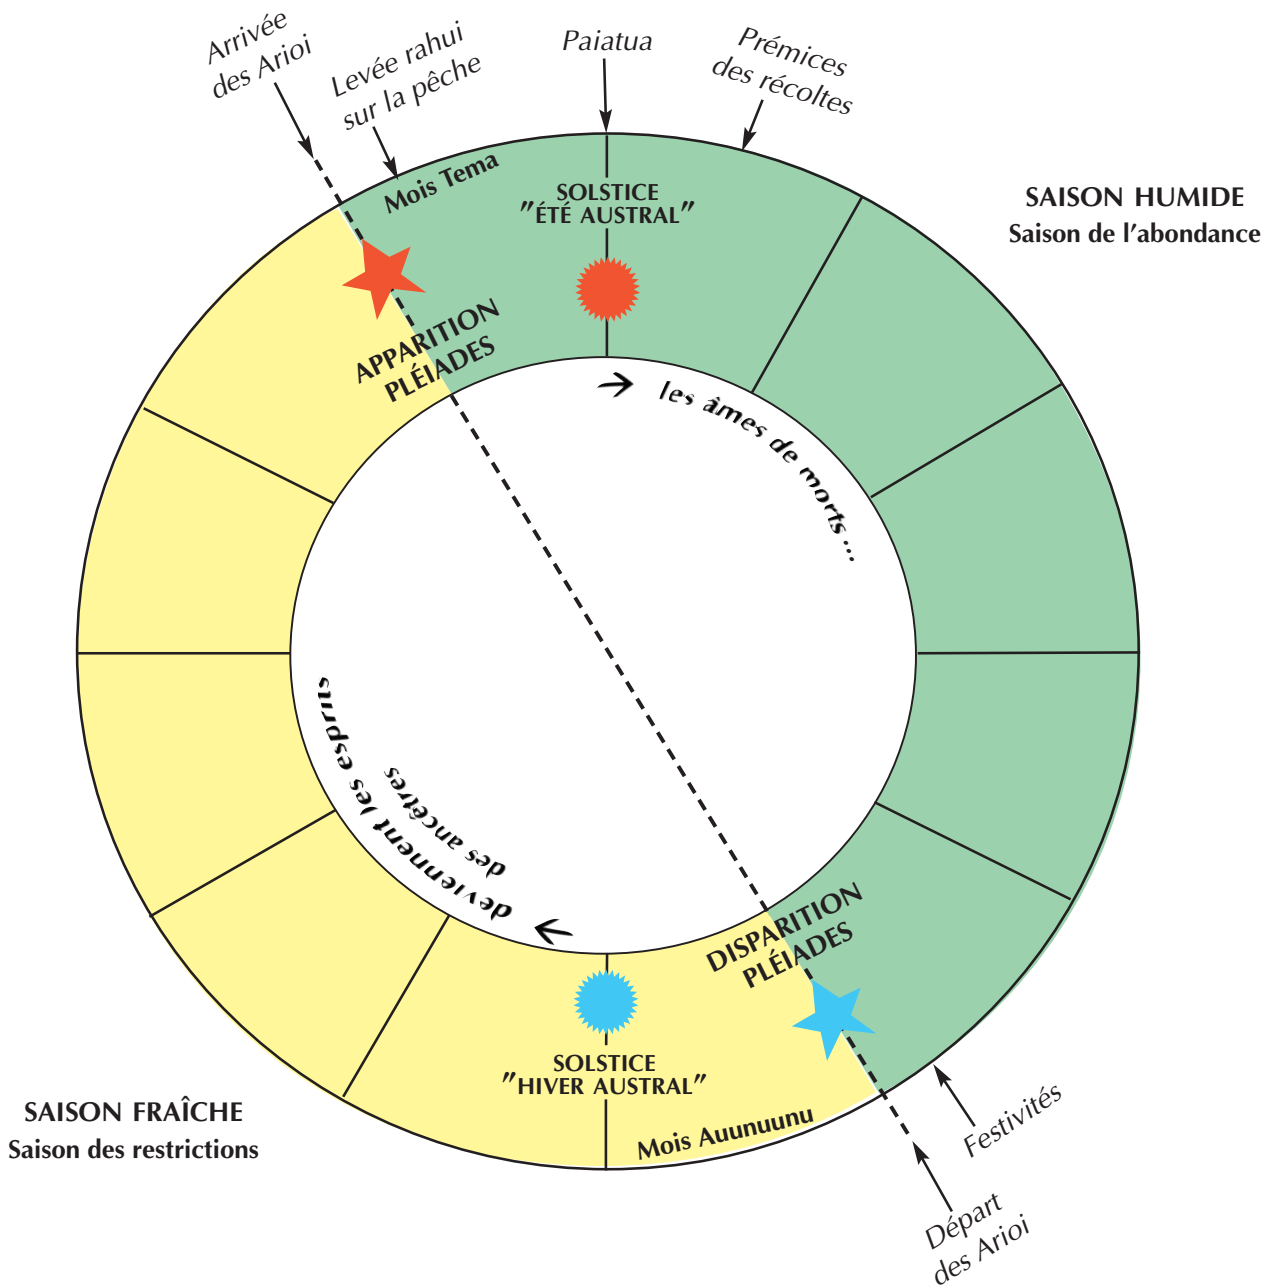 Arrivée
des Arioi
Levée rahui
sur la pêche
Paiatua
Prémices
des récoltes
Mois Tema
SOLSTICE
"ÉTÉ AUSTRAL"
SAISON HUMIDE
Saison de l'abondance
APPARITION
PLÉIADES
les âmes de morts...
deviennent les esprits
des ancêtres
DISPARITION
PLÉIADES
SOLSTICE
"HIVER AUSTRAL"
Mois Auunuunu
SAISON FRAÎCHE
Saison des restrictions
Festivités
Départ
des Arioi